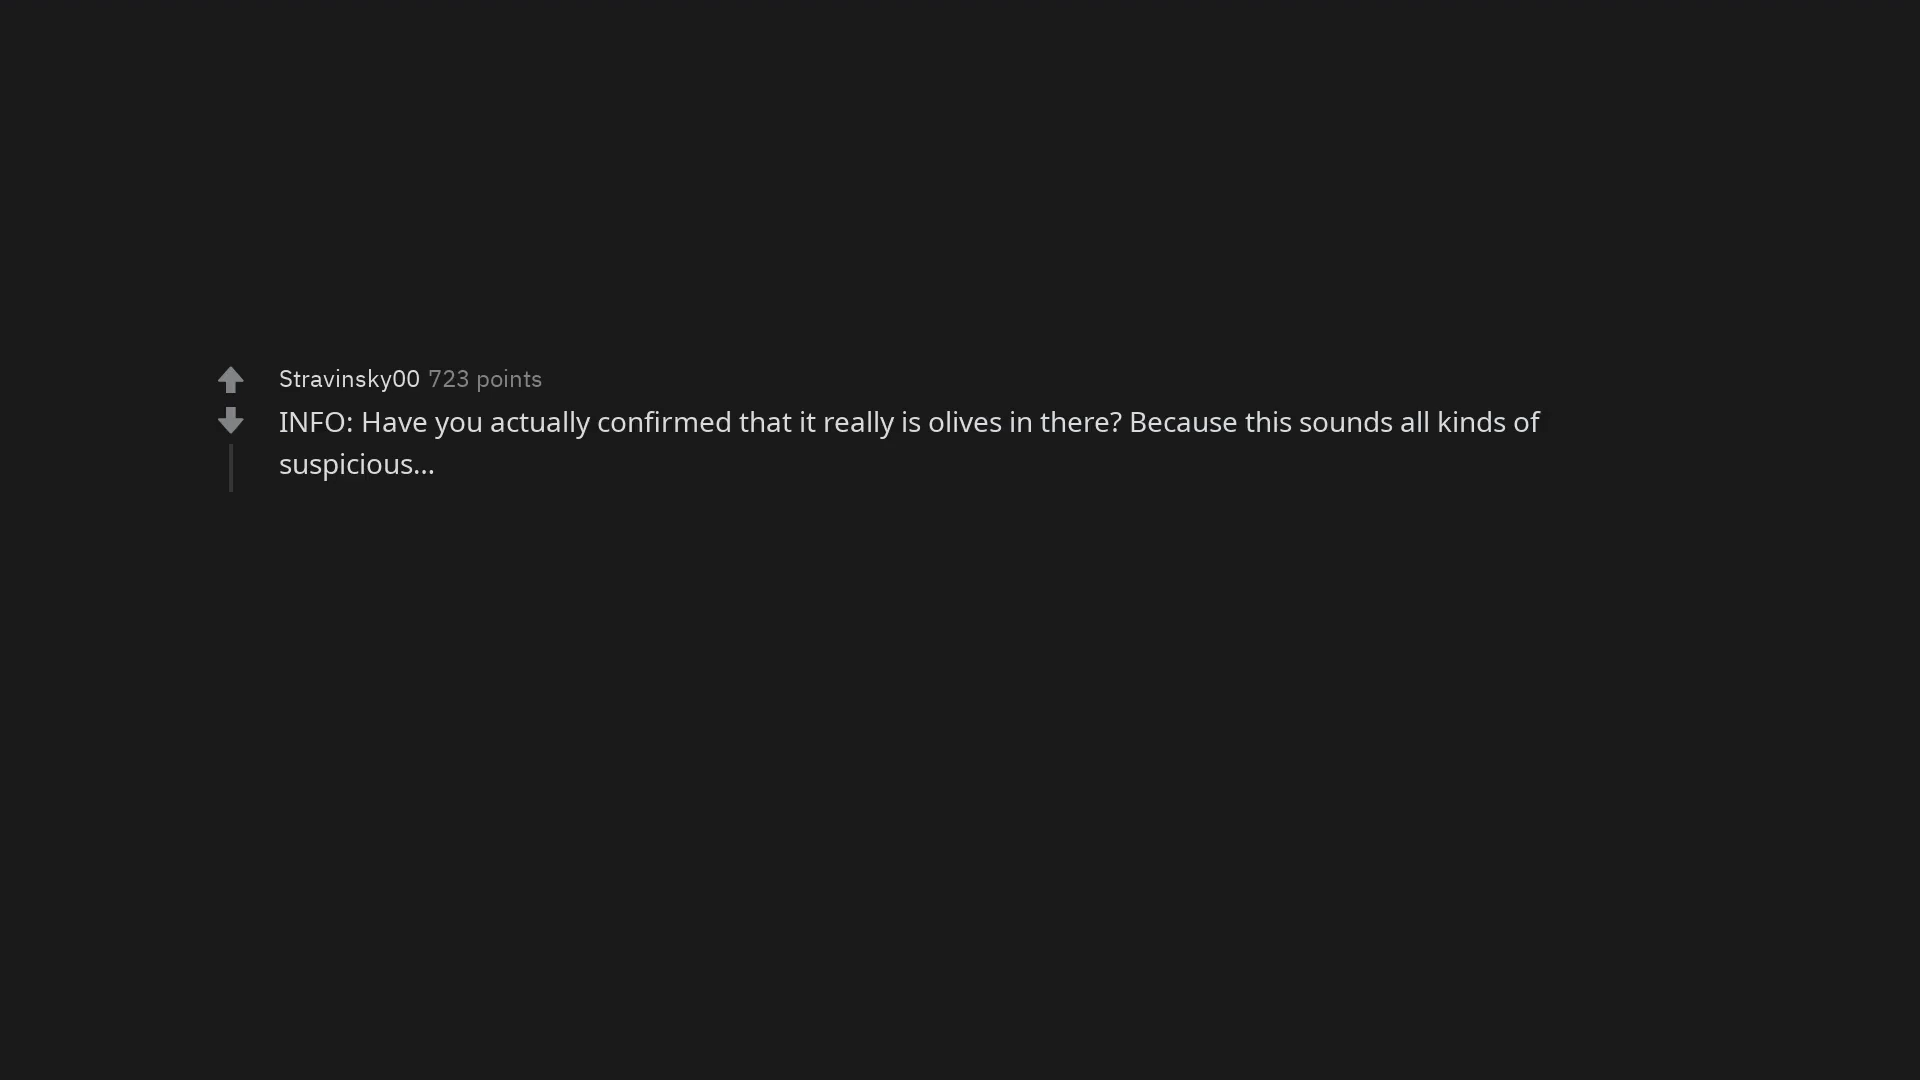 Stravinsky00 723 points
INFO: Have you actually confirmed that it really is olives in there? Because this sounds all kinds of
suspicious...